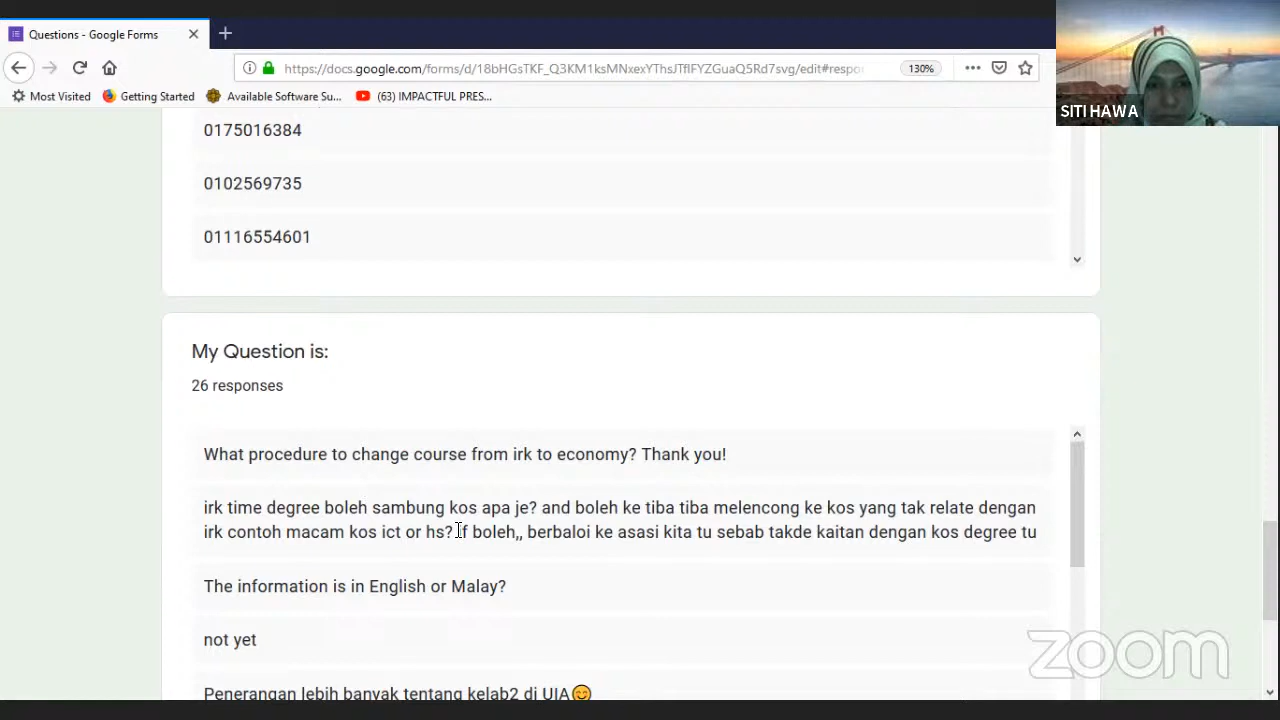 Questions - Google Forms
https://docs.google.com/forms/d/18bHGsTKF_Q3KM1ksMNxexYThsJTflFYZGuaQ5Rd7svg/edit#respo
130%
Most Visited
Getting Started
Available Software Su...
(63) IMPACTFUL PRES...
SITI HAWA
0175016384
0102569735
01116554601
My Question is:
26 responses
What procedure to change course from irk to economy? Thank you!
irk time degree boleh sambung kos apa je? and boleh ke tiba tiba melencong ke kos yang tak relate dengan
irk contoh macam kos ict or hs? if boleh,, berbaloi ke asasi kita tu sebab takde kaitan dengan kos degree tu
The information is in English or Malay?
not yet
Penerangan lebih banyak tentang kelab2 di UIA😊
zoom